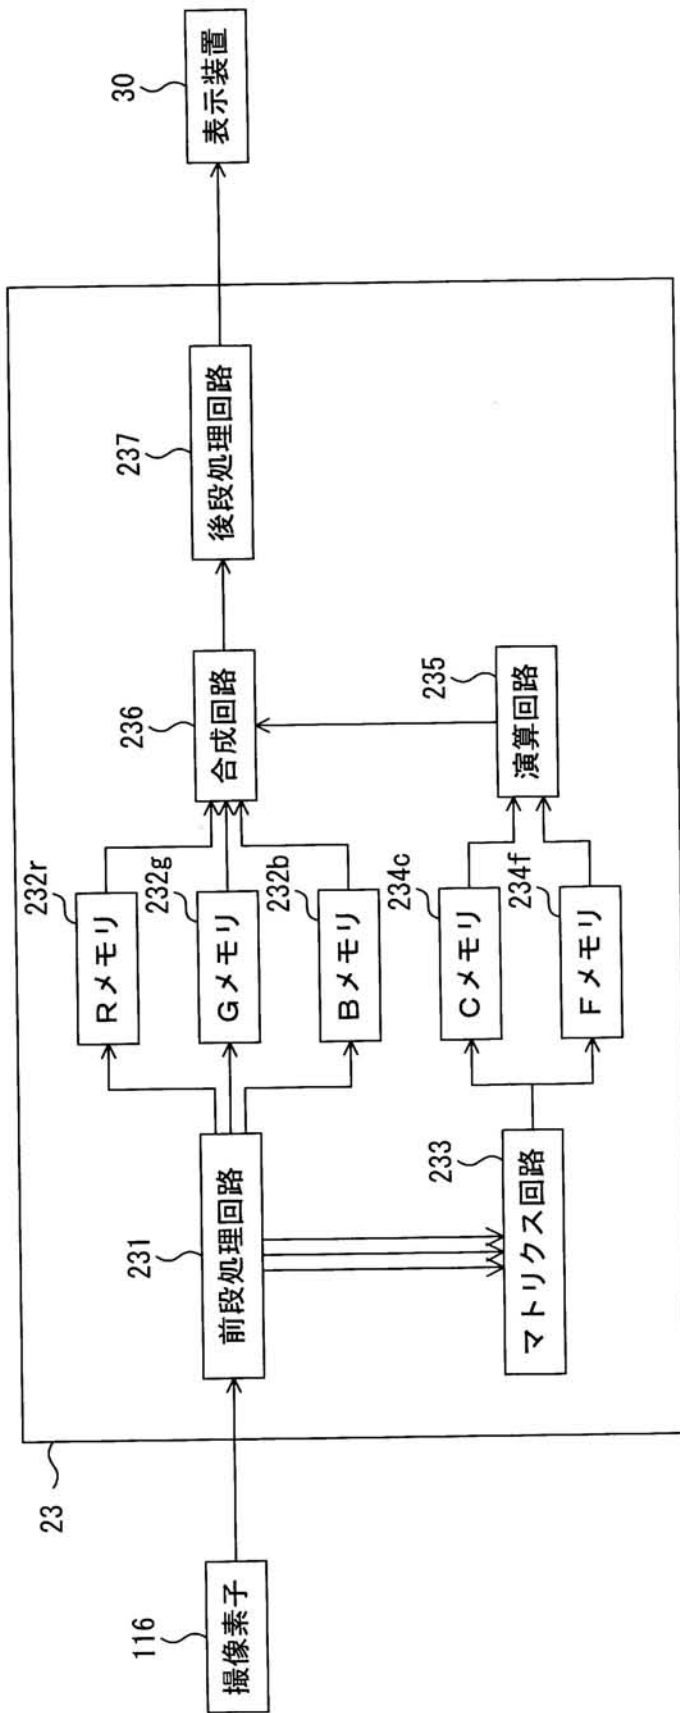 116
撮像素子
23
231
前段処理回路
232r
Rメモリ
232g
Gメモリ
232b
Bメモリ
233
マトリクス回路
234c
Cメモリ
234f
Fメモリ
235
演算回路
236
合成回路
237
後段処理回路
30
表示装置